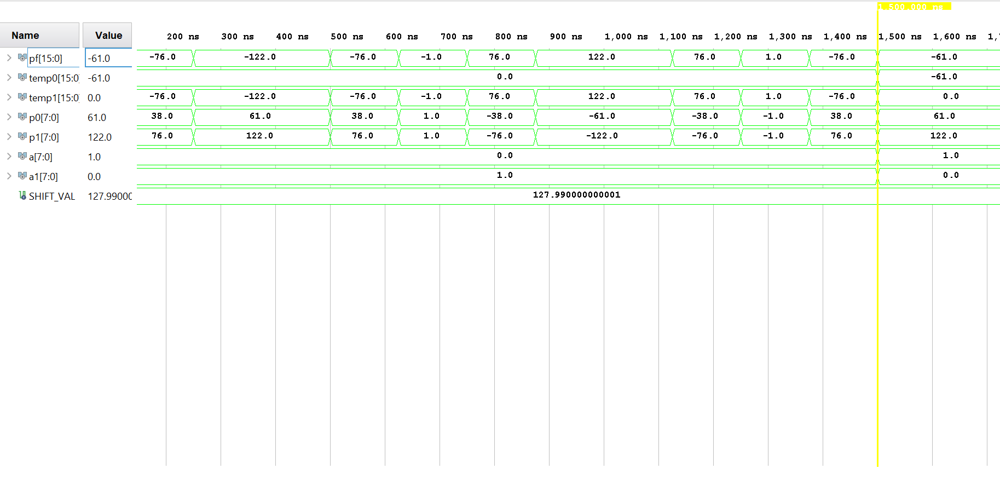 1,500.000 ns
Name Value 200 ns 300 ns 400 ns 500 ns 600 ns 700 ns 800 ns 900 ns 1,000 ns 1,100 ns 1,200 ns 1,300 ns 1,400 ns 1,500 ns 1,600 ns
pf[15:0] -61.0 -76.0 -122.0 -76.0 -1.0 76.0 122.0 76.0 1.0 -76.0 -61.0
temp0[15:0] -61.0 0.0 -61.0
temp1[15:0] 0.0 -76.0 -122.0 -76.0 -1.0 76.0 122.0 76.0 1.0 -76.0 0.0
p0[7:0] 61.0 38.0 61.0 38.0 1.0 -38.0 -61.0 -38.0 -1.0 38.0 61.0
p1[7:0] 122.0 76.0 122.0 76.0 1.0 -76.0 -122.0 -76.0 -1.0 76.0 122.0
a[7:0] 1.0 0.0 1.0
a1[7:0] 0.0 1.0 0.0
SHIFT_VAL 127.9900 127.990000000001